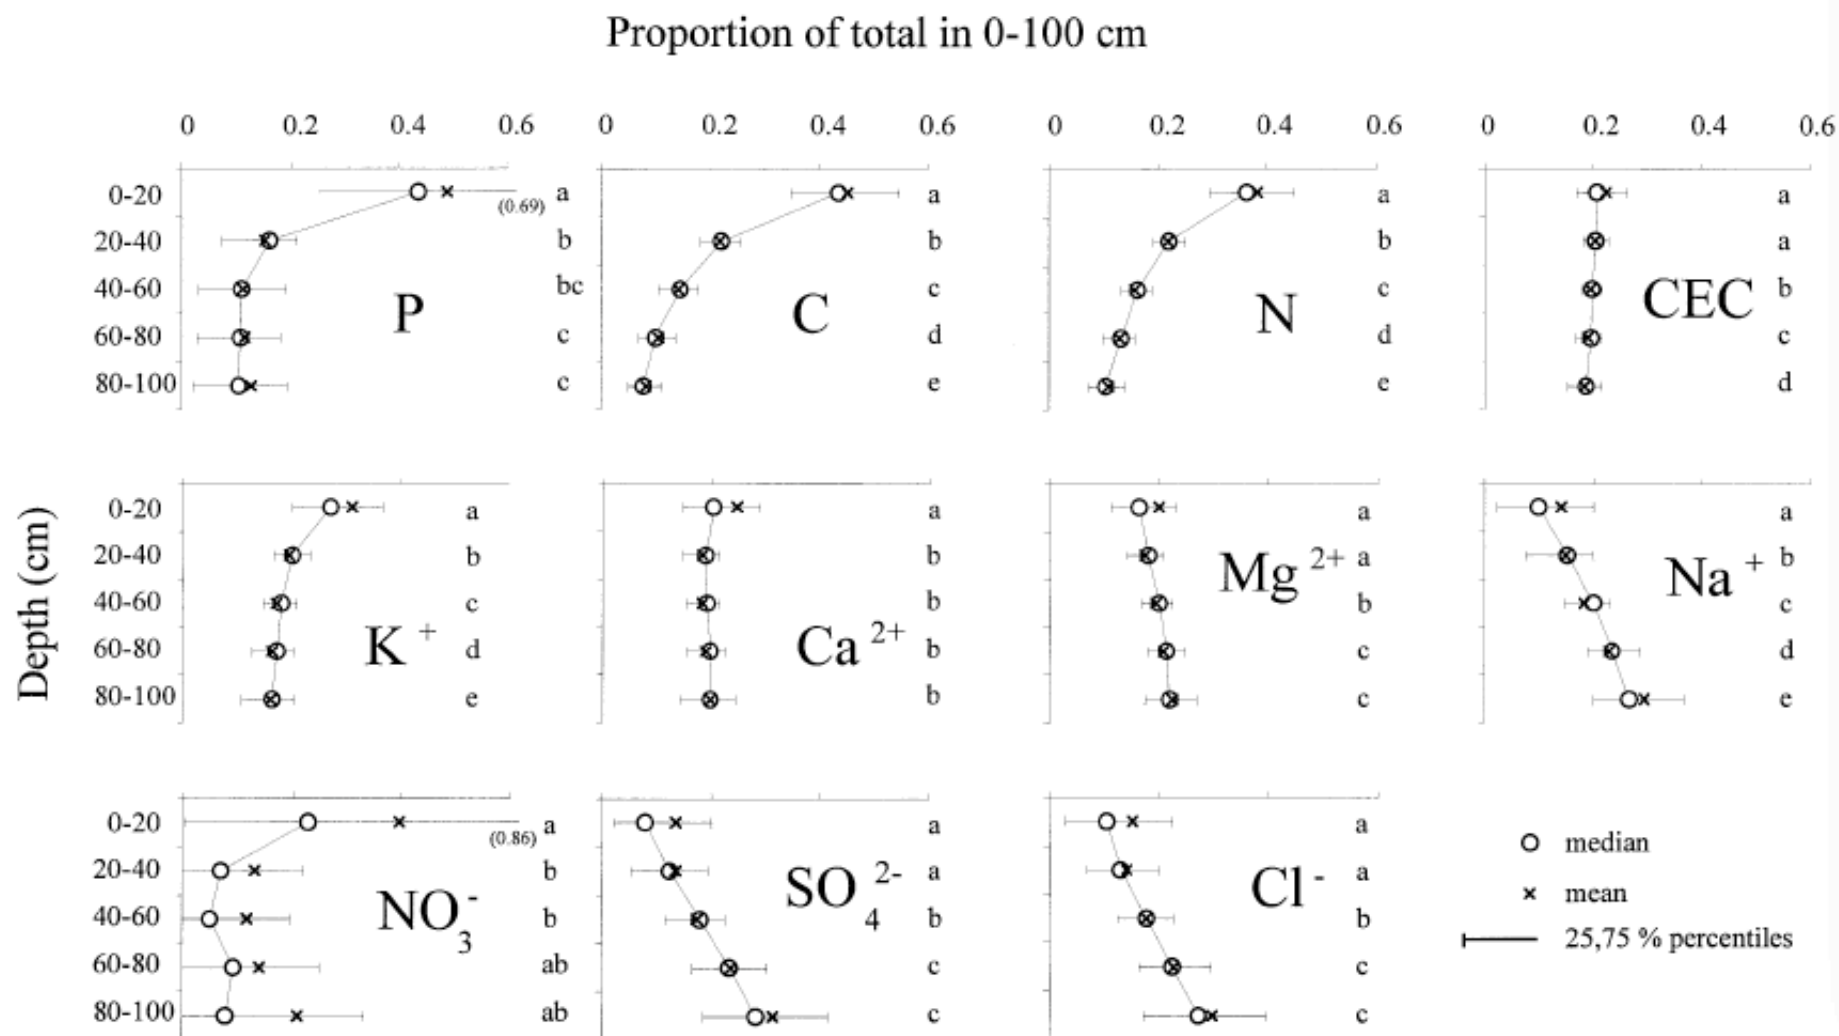 Proportion of total in 0-100 cm
0 0.2 0.4 0.6 0 0.2 0.4 0.6 0 0.2 0.4 0.6 0 0.2 0.4 0.6
0-20 (0.69) a a a a
20-40 b b b a
40-60 bc c c b
P C N CEC
60-80 c d d c
80-100 c e e d
Depth (cm)
0-20 a a a a
20-40 b b a b
Mg 2+ Na +
40-60 c b b c
K + Ca 2+
60-80 d b c d
80-100 e b c e
0-20 (0.86) a a a
20-40 b a a
NO3- SO4 2- Cl -
40-60 b b b
60-80 ab c c
80-100 ab c c
median
mean
25,75 % percentiles